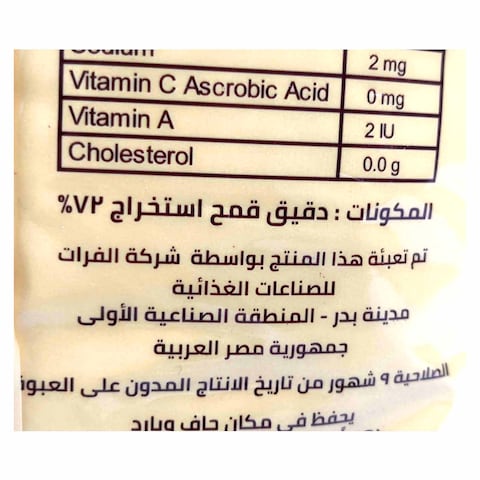 Sodium 2 mg
Vitamin C Ascrobic Acid 0 mg
Vitamin A 2 IU
Cholesterol 0.0 g
المكونات : دقيق قمح استخراج ٧٢%
تم تعبئة هذا المنتج بواسطة شركة الفرات
للصناعات الغذائية
مدينة بدر - المنطقة الصناعية الأولى
جمهورية مصر العربية
الصلاحية ٩ شهور من تاريخ الانتاج المدون على العبوة
يحفظ في مكان جاف وبارد